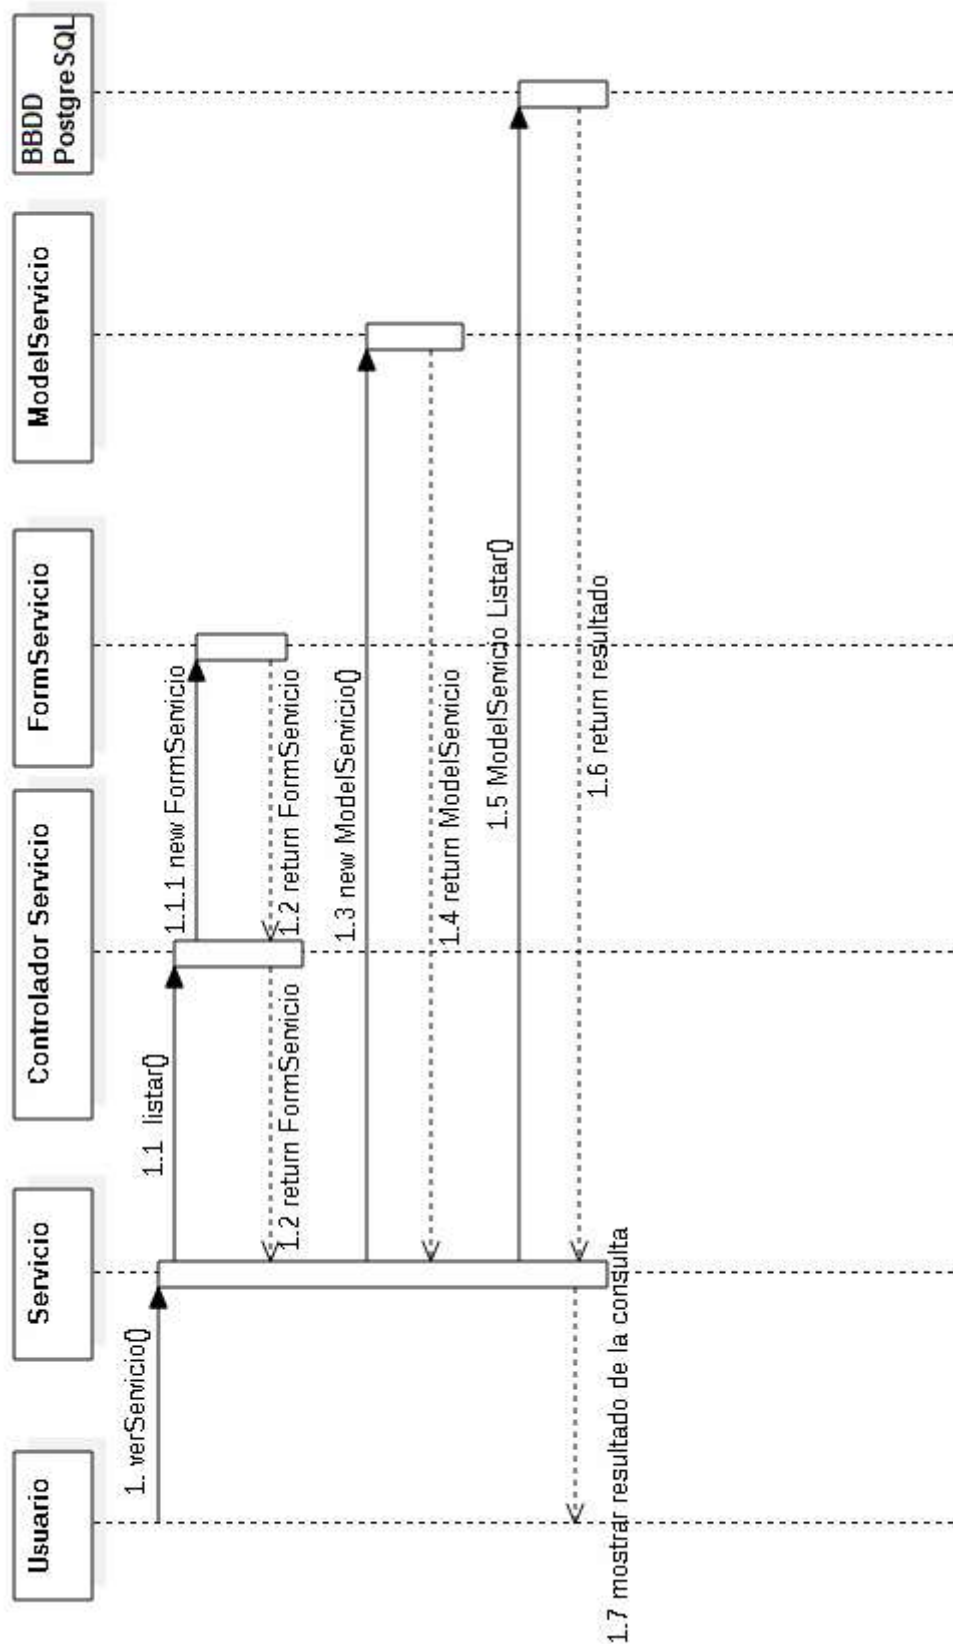 Usuario
Servicio
Controlador Servicio
FormServicio
ModelServicio
BBDD
PostgreSQL
1. verServicio()
1.1 listar()
1.1.1 new FormServicio
1.2 return FormServicio
1.2 return FormServicio
1.3 new ModelServicio()
1.4 return ModelServicio
1.5 ModelServicio Listar()
1.6 return resultado
1.7 mostrar resultado de la consulta